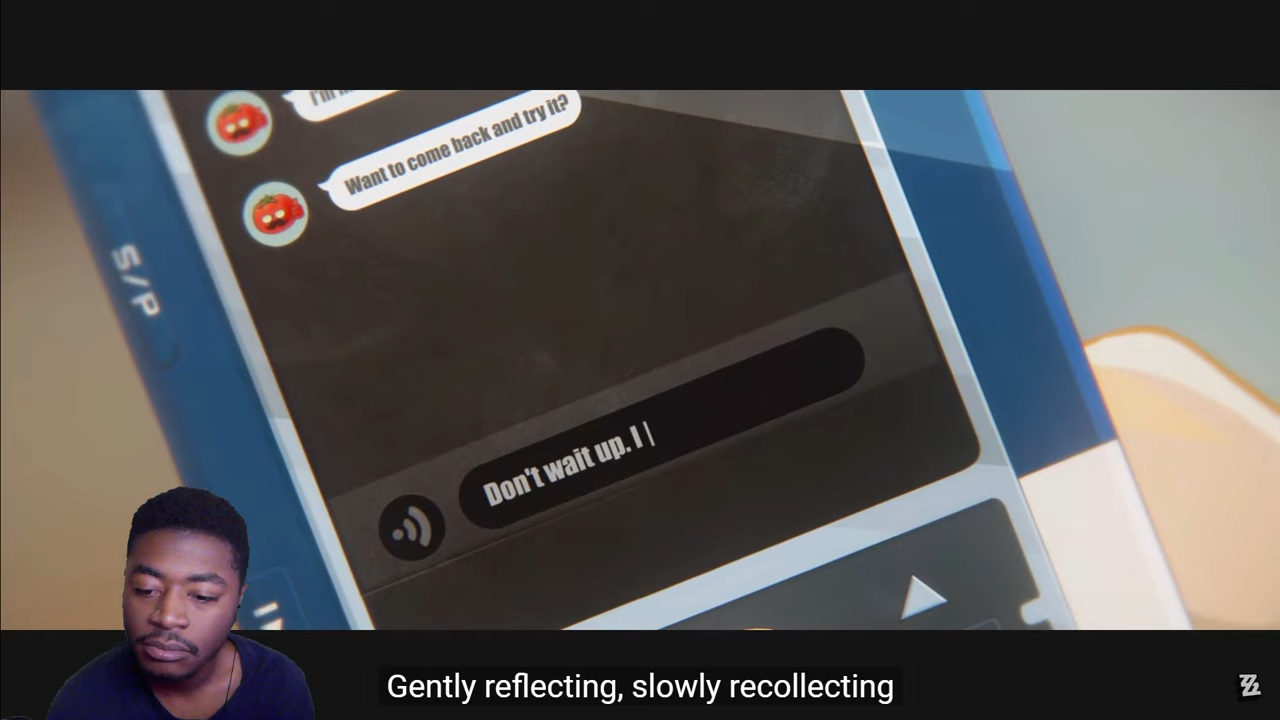 I'm
Want to come back and try it?
S/P
Don't wait up. I
Gently reflecting, slowly recollecting